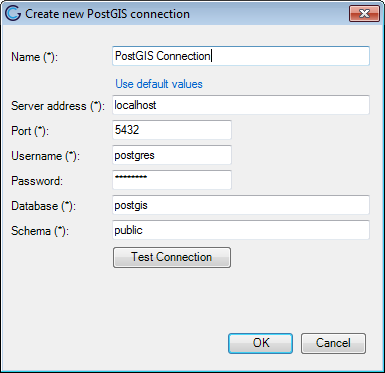 Create new PostGIS connection
Name (*): PostGIS Connection
Use default values
Server address (*): localhost
Port (*): 5432
Username (*): postgres
Password: ********
Database (*): postgis
Schema (*): public
Test Connection
OK Cancel